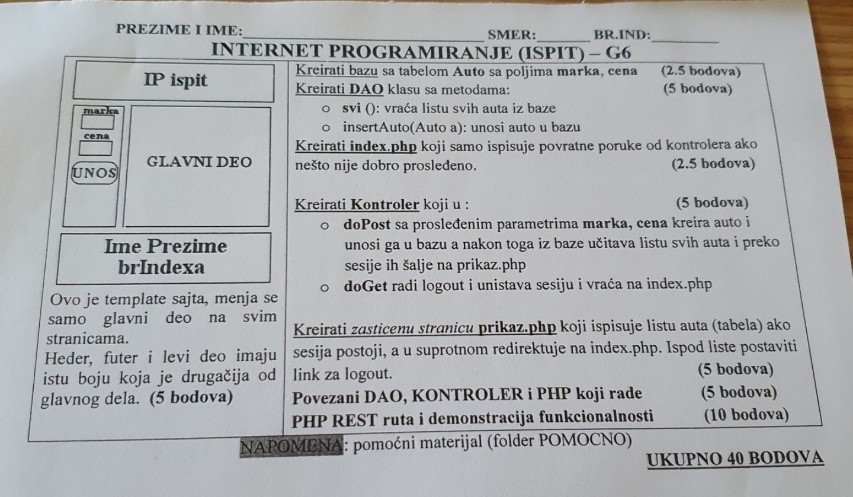 PREZIME I IME:____________ SMER:______ BR.IND:________
INTERNET PROGRAMIRANJE (ISPIT) – G6
IP ispit
marka
cena
UNOS
GLAVNI DEO
Ime Prezime
brIndexa
Ovo je template sajta, menja se
samo glavni deo na svim
stranicama.
Heder, futer i levi deo imaju
istu boju koja je drugačija od
glavnog dela. (5 bodova)
Kreirati bazu sa tabelom Auto sa poljima marka, cena (2.5 bodova)
Kreirati DAO klasu sa metodama: (5 bodova)
o svi (): vraća listu svih auta iz baze
o insertAuto(Auto a): unosi auto u bazu
Kreirati index.php koji samo ispisuje povratne poruke od kontrolera ako
nešto nije dobro prosleđeno. (2.5 bodova)
Kreirati Kontroler koji u : (5 bodova)
o doPost sa prosleđenim parametrima marka, cena kreira auto i
unosi ga u bazu a nakon toga iz baze učitava listu svih auta i preko
sesije ih šalje na prikaz.php
o doGet radi logout i unistava sesiju i vraća na index.php
Kreirati zasticenu stranicu prikaz.php koji ispisuje listu auta (tabela) ako
sesija postoji, a u suprotnom redirektuje na index.php. Ispod liste postaviti
link za logout. (5 bodova)
Povezani DAO, KONTROLER i PHP koji rade (5 bodova)
PHP REST ruta i demonstracija funkcionalnosti (10 bodova)
NAPOMENA: pomoćni materijal (folder POMOCNO)
UKUPNO 40 BODOVA